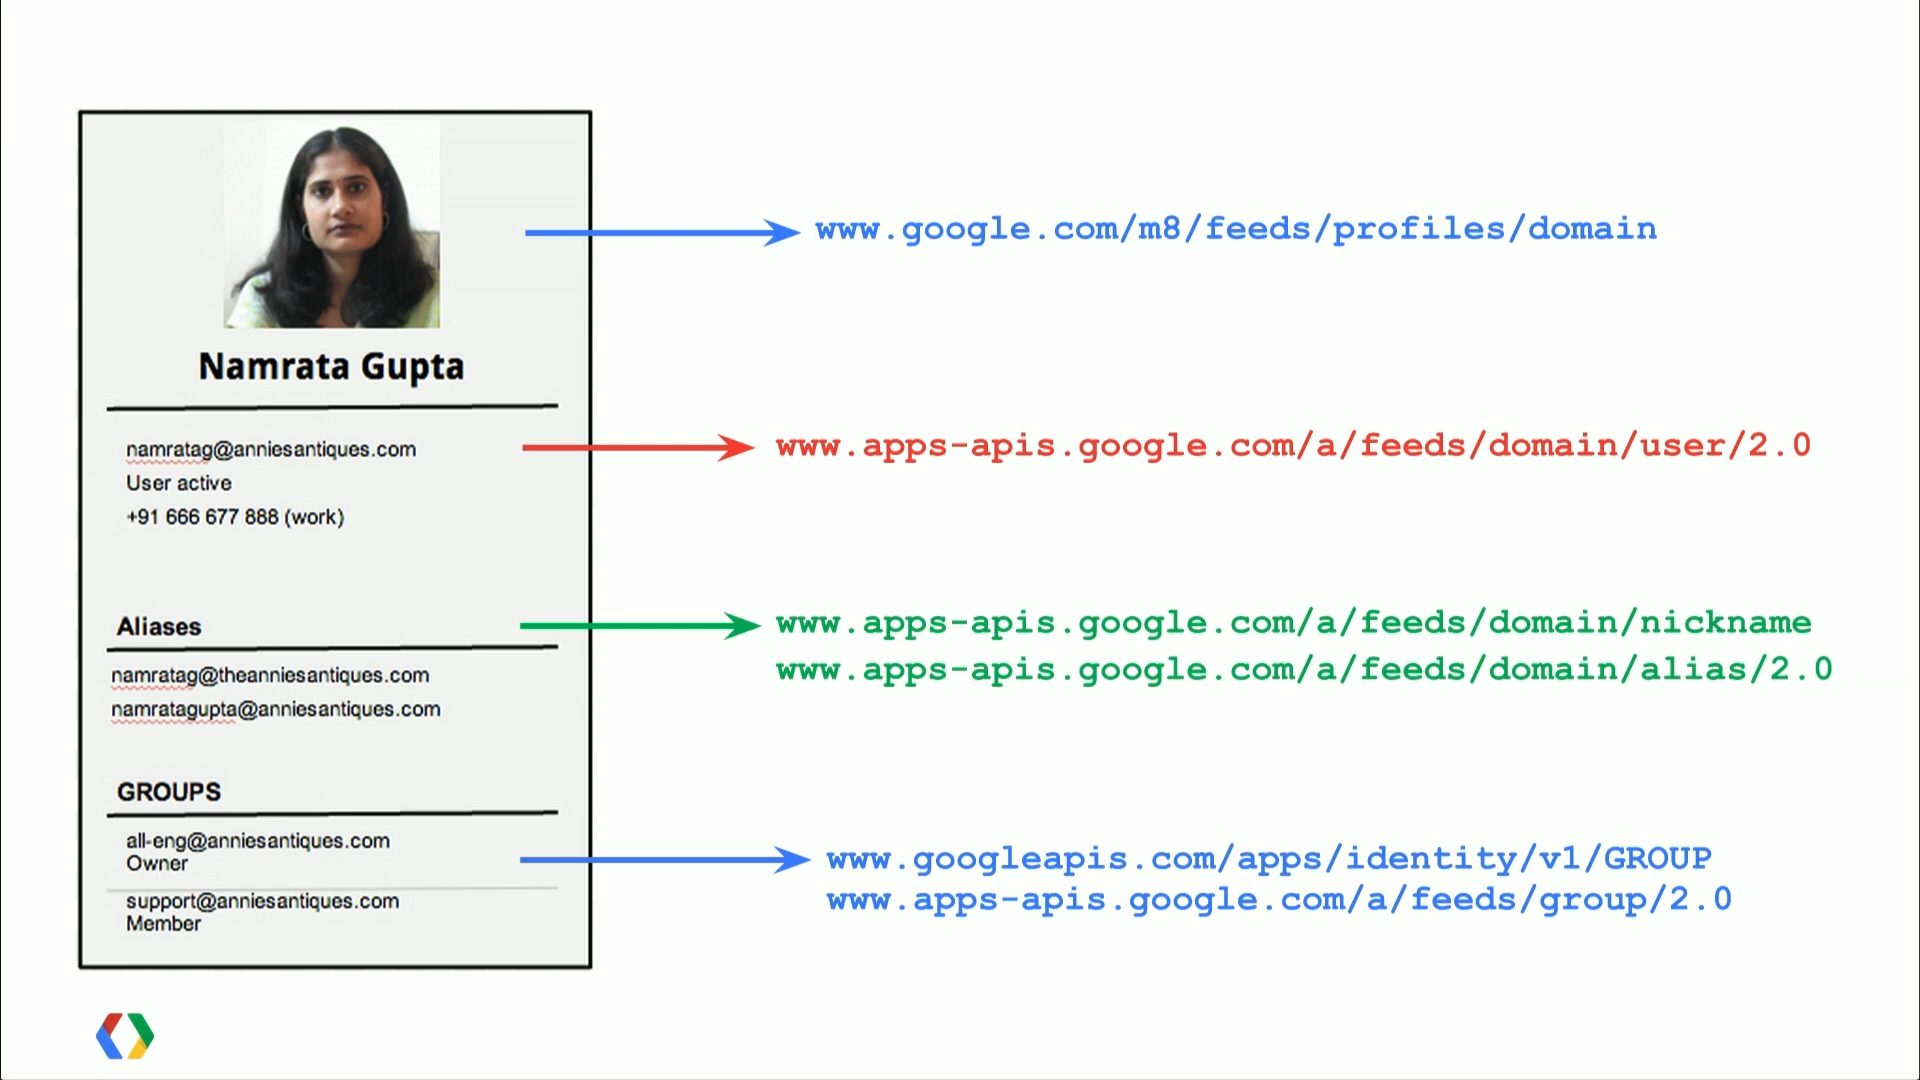 www.google.com/m8/feeds/profiles/domain
Namrata Gupta
namratag@anniesantiques.com
www.apps-apis.google.com/a/feeds/domain/user/2.0
User active
+91 666 677 888 (work)
Aliases
www.apps-apis.google.com/a/feeds/domain/nickname
www.apps-apis.google.com/a/feeds/domain/alias/2.0
namratag@theanniesantiques.com
namratagupta@anniesantiques.com
GROUPS
all-eng@anniesantiques.com
Owner
www.googleapis.com/apps/identity/v1/GROUP
www.apps-apis.google.com/a/feeds/group/2.0
support@anniesantiques.com
Member